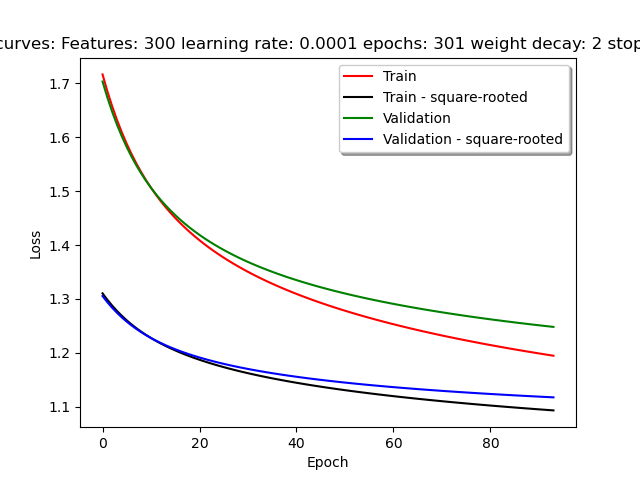 curves: Features: 300 learning rate: 0.0001 epochs: 301 weight decay: 2 stop
Train
Train - square-rooted
Validation
Validation - square-rooted
Loss
1.7
1.6
1.5
1.4
1.3
1.2
1.1
0 20 40 60 80
Epoch